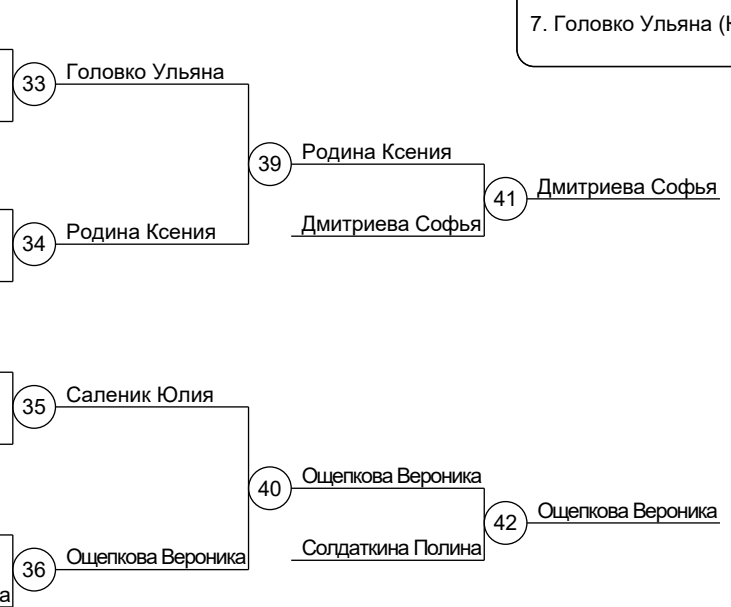 7. Головко Ульяна
33
Головко Ульяна
39
Родина Ксения
41
Дмитриева Софья
Дмитриева Софья
34
Родина Ксения
35
Саленик Юлия
40
Ощепкова Вероника
42
Ощепкова Вероника
Солдаткина Полина
36
Ощепкова Вероника